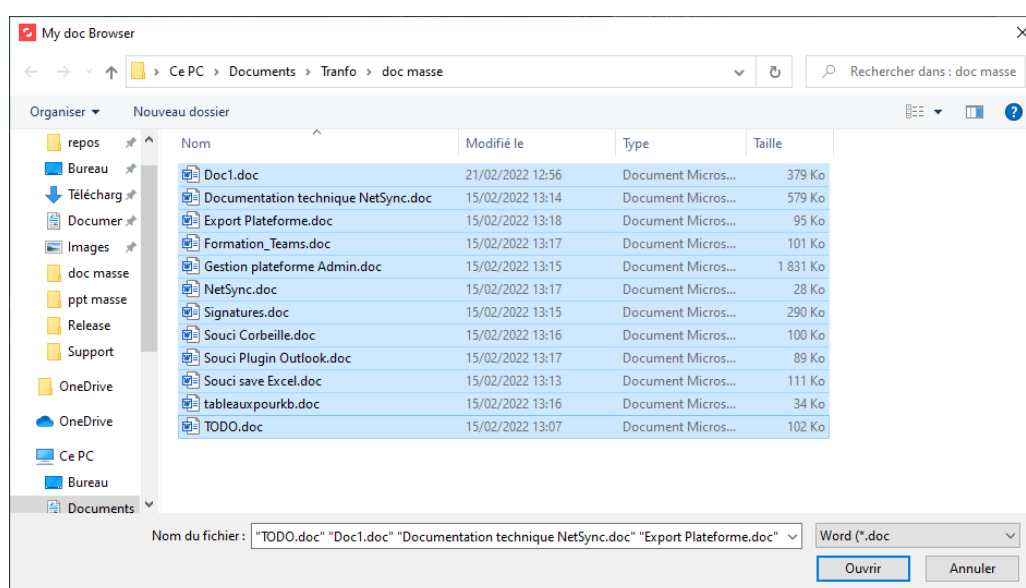 My doc Browser
Ce PC > Documents > Tranfo > doc masse
Rechercher dans : doc masse
Organiser
Nouveau dossier
repos
Bureau
Télécharg
Documer
Images
doc masse
ppt masse
Release
Support
OneDrive
OneDrive
Ce PC
Bureau
Documents
Nom Modifié le Type Taille
Doc1.doc 21/02/2022 12:56 Document Micros... 379 Ko
Documentation technique NetSync.doc 15/02/2022 13:14 Document Micros... 579 Ko
Export Plateforme.doc 15/02/2022 13:18 Document Micros... 95 Ko
Formation_Teams.doc 15/02/2022 13:17 Document Micros... 101 Ko
Gestion plateforme Admin.doc 15/02/2022 13:15 Document Micros... 1 831 Ko
NetSync.doc 15/02/2022 13:17 Document Micros... 28 Ko
Signatures.doc 15/02/2022 13:15 Document Micros... 290 Ko
Souci Corbeille.doc 15/02/2022 13:16 Document Micros... 100 Ko
Souci Plugin Outlook.doc 15/02/2022 13:17 Document Micros... 89 Ko
Souci save Excel.doc 15/02/2022 13:13 Document Micros... 111 Ko
tableauxpourkb.doc 15/02/2022 13:16 Document Micros... 34 Ko
TODO.doc 15/02/2022 13:07 Document Micros... 102 Ko
Nom du fichier : "TODO.doc" "Doc1.doc" "Documentation technique NetSync.doc" "Export Plateforme.doc"
Word (*.doc
Ouvrir
Annuler